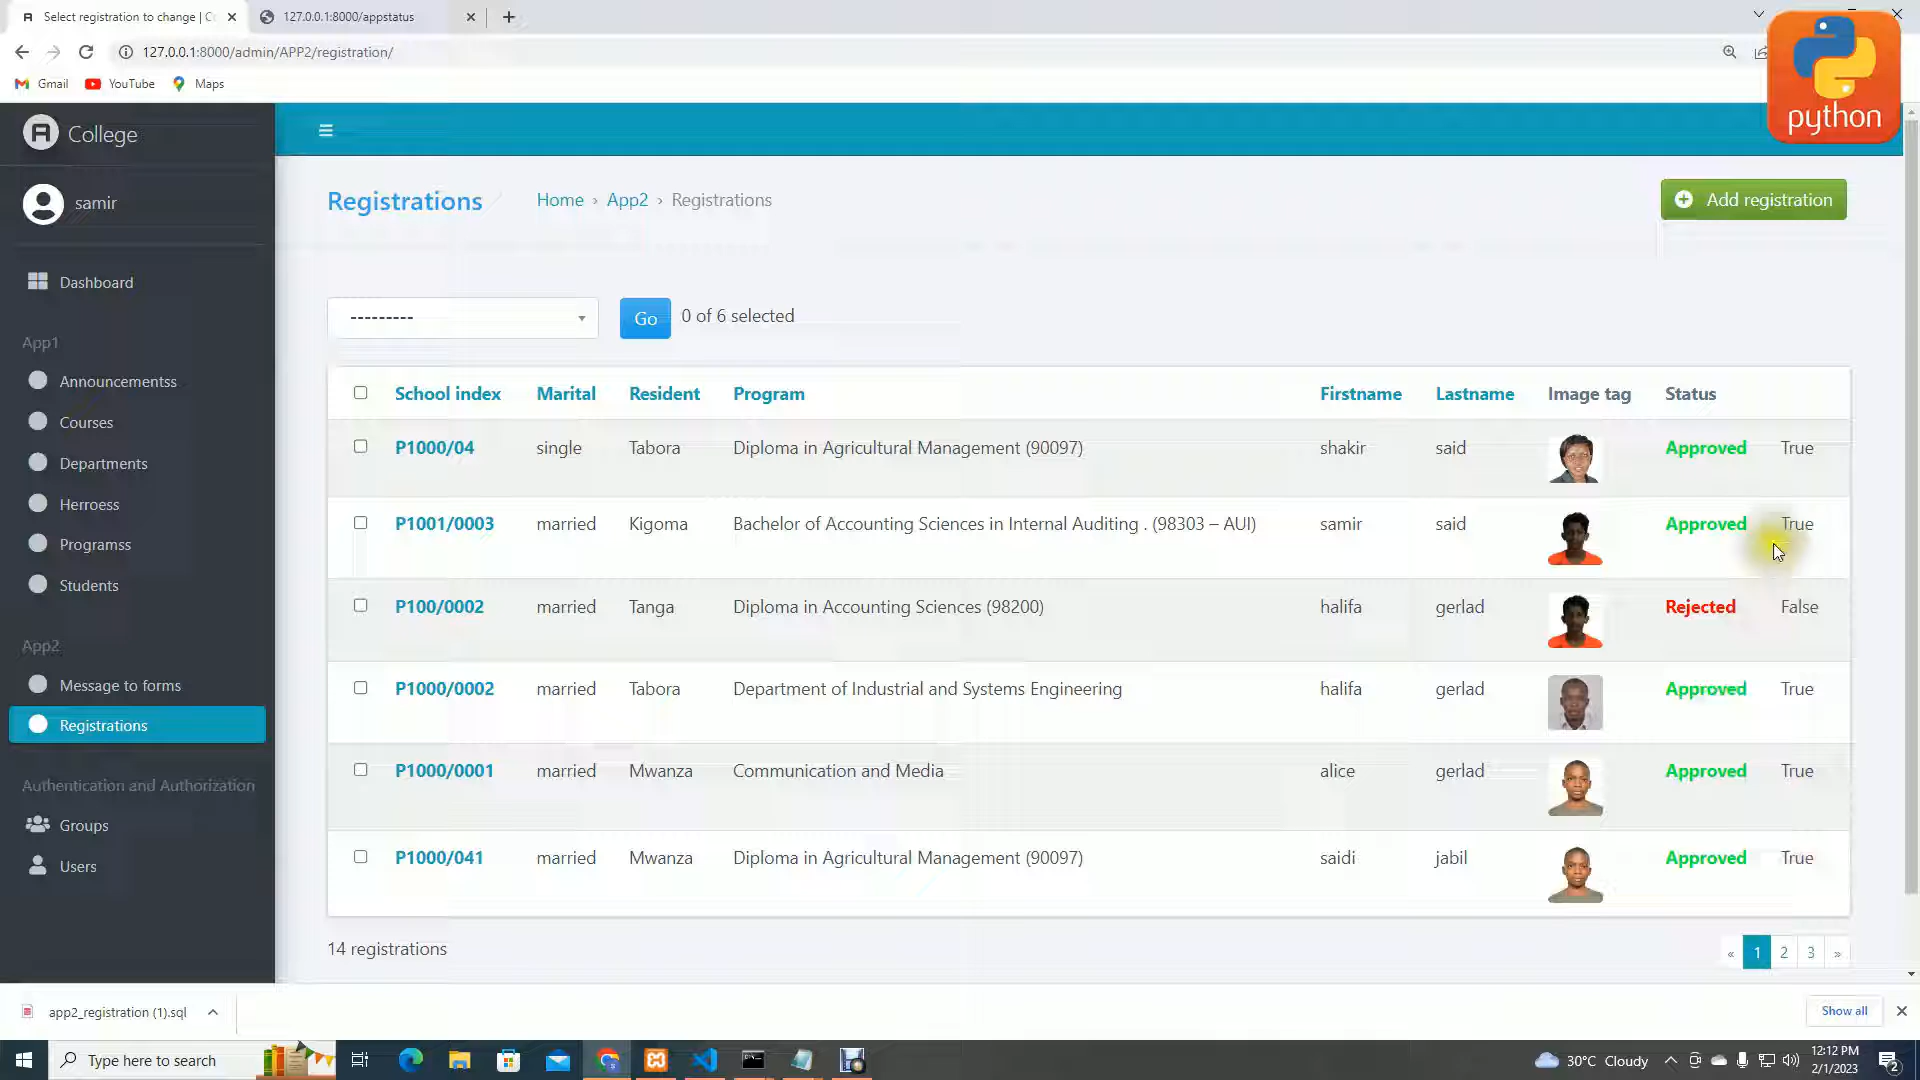 Select registration to change | C
127.0.0.1:8000/appstatus
127.0.0.1:8000/admin/APP2/registration/
Gmail YouTube Maps
python
College
samir
Dashboard
App1
Announcementss
Courses
Departments
Herroess
Programss
Students
App2
Message to forms
Registrations
Authentication and Authorization
Groups
Users
Registrations Home › App2 › Registrations Add registration
--------- Go 0 of 6 selected
School index Marital Resident Program Firstname Lastname Image tag Status
P1000/04 single Tabora Diploma in Agricultural Management (90097) shakir said Approved True
P1001/0003 married Kigoma Bachelor of Accounting Sciences in Internal Auditing . (98303 – AUI) samir said Approved True
P100/0002 married Tanga Diploma in Accounting Sciences (98200) halifa gerlad Rejected False
P1000/0002 married Tabora Department of Industrial and Systems Engineering halifa gerlad Approved True
P1000/0001 married Mwanza Communication and Media alice gerlad Approved True
P1000/041 married Mwanza Diploma in Agricultural Management (90097) saidi jabil Approved True
14 registrations « 1 2 3 »
app2_registration (1).sql Show all
Type here to search 30°C Cloudy 12:12 PM
2/1/2023 2